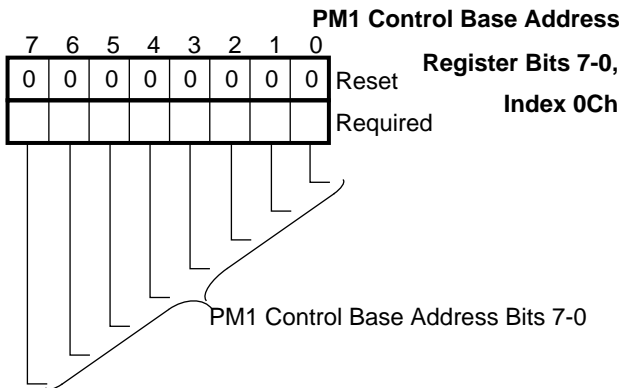 PM1 Control Base Address
Register Bits 7-0,
Index 0Ch
7 6 5 4 3 2 1 0
0 0 0 0 0 0 0 0 Reset
Required
PM1 Control Base Address Bits 7-0